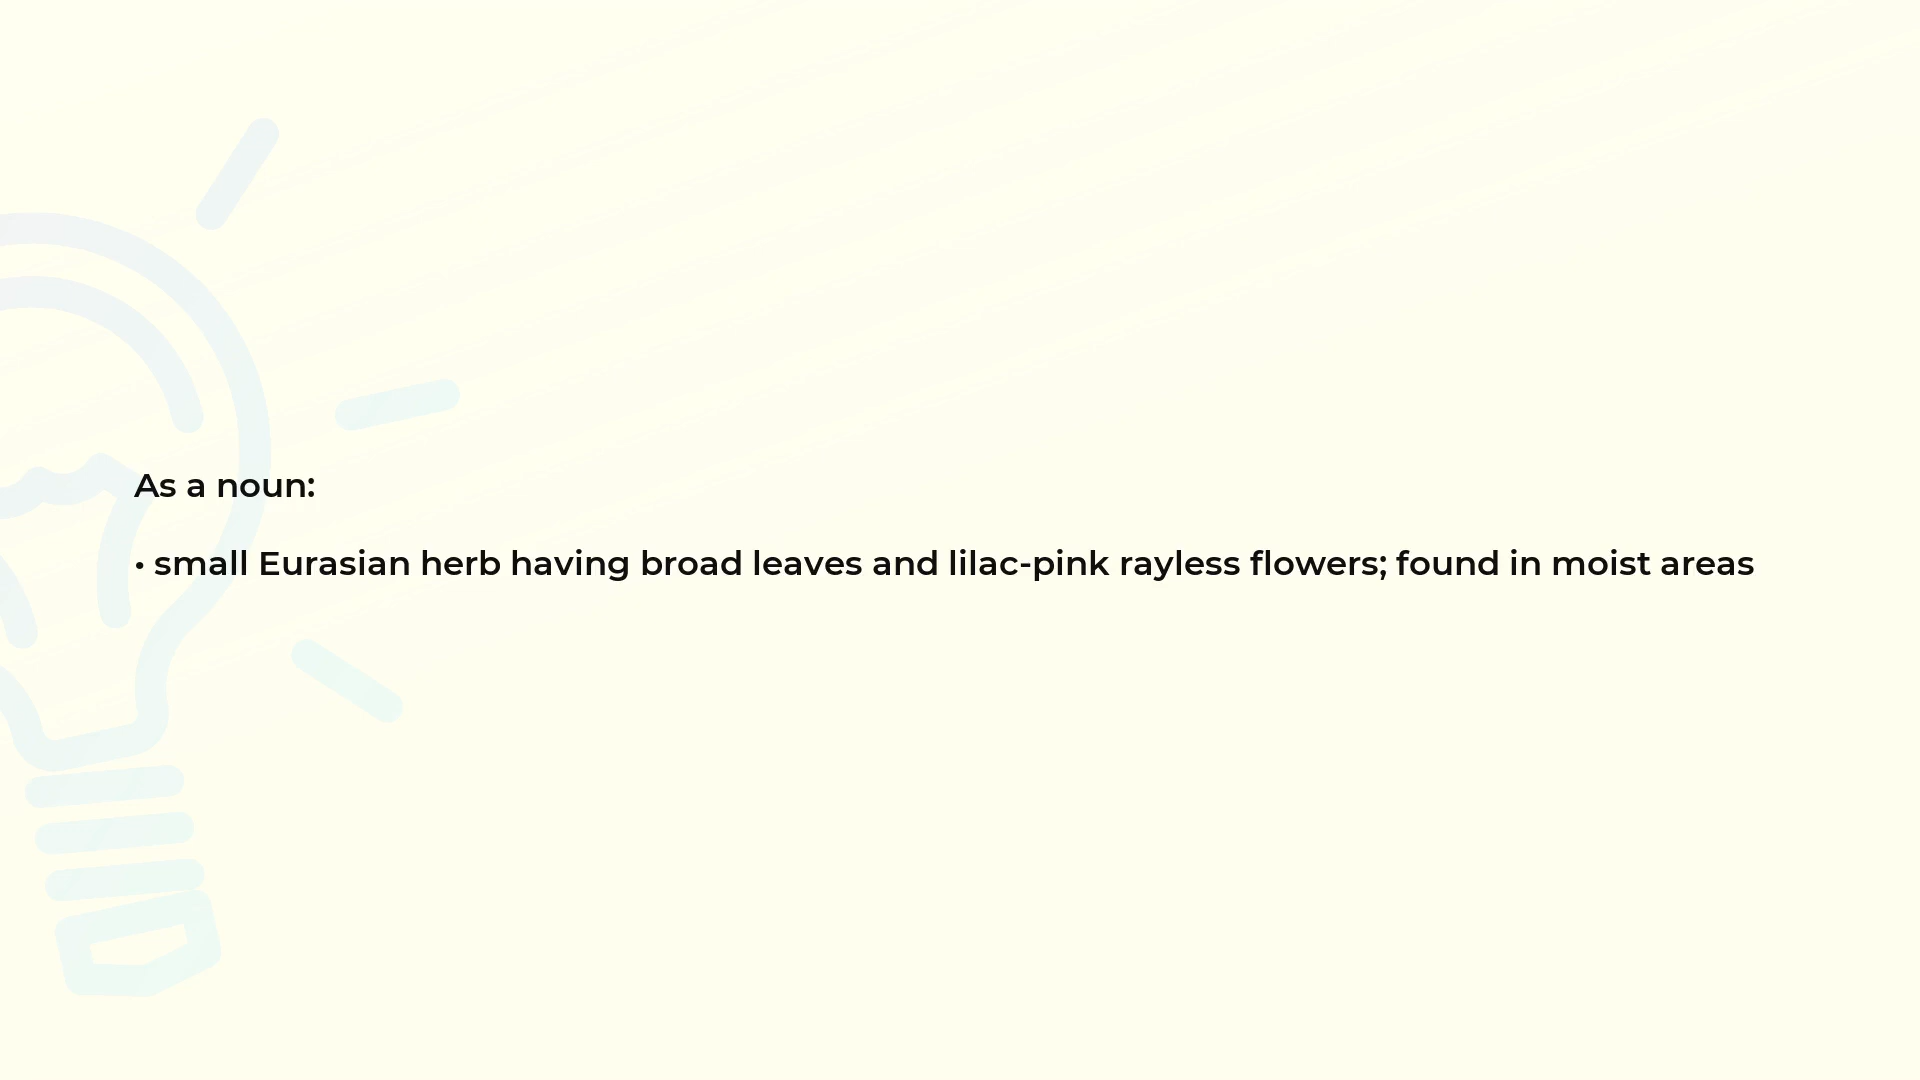 As a noun:
• small Eurasian herb having broad leaves and lilac-pink rayless flowers; found in moist areas